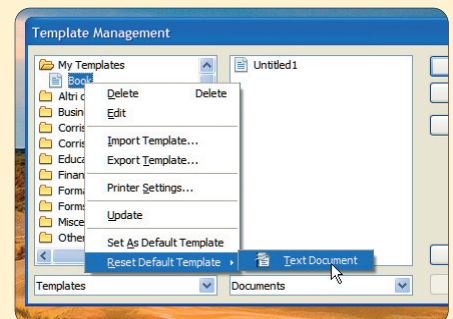 Template Management
My Templates
Untitled1
Book
Altri
Delete Delete
Edit
Import Template...
Export Template...
Printer Settings...
Update
Set As Default Template
Reset Default Template
Text Document
Busin
Corris
Corris
Educa
Finan
Forma
Forms
Misce
Other
Templates
Documents